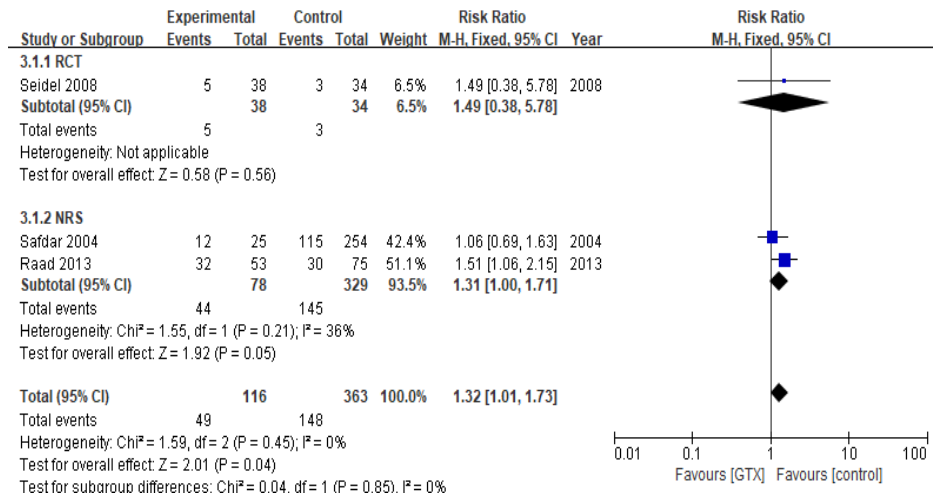 Experimental Control Risk Ratio Risk Ratio
Study or Subgroup Events Total Events Total Weight M-H, Fixed, 95% CI Year M-H, Fixed, 95% CI
3.1.1 RCT
Seidel 2008 5 38 3 34 6.5% 1.49 [0.38, 5.78] 2008
Subtotal (95% CI) 38 34 6.5% 1.49 [0.38, 5.78]
Total events 5 3
Heterogeneity: Not applicable
Test for overall effect: Z = 0.58 (P = 0.56)
3.1.2 NRS
Safdar 2004 12 25 115 254 42.4% 1.06 [0.69, 1.63] 2004
Raad 2013 32 53 30 75 51.1% 1.51 [1.06, 2.15] 2013
Subtotal (95% CI) 78 329 93.5% 1.31 [1.00, 1.71]
Total events 44 145
Heterogeneity: Chi² = 1.55, df = 1 (P = 0.21); I² = 36%
Test for overall effect: Z = 1.92 (P = 0.05)
Total (95% CI) 116 363 100.0% 1.32 [1.01, 1.73]
Total events 49 148
Heterogeneity: Chi² = 1.59, df = 2 (P = 0.45); I² = 0%
Test for overall effect: Z = 2.01 (P = 0.04)
Test for subgroup differences: Chi² = 0.04, df = 1 (P = 0.85), I² = 0%
0.01 0.1 1 10 100
Favours [GTX] Favours [control]